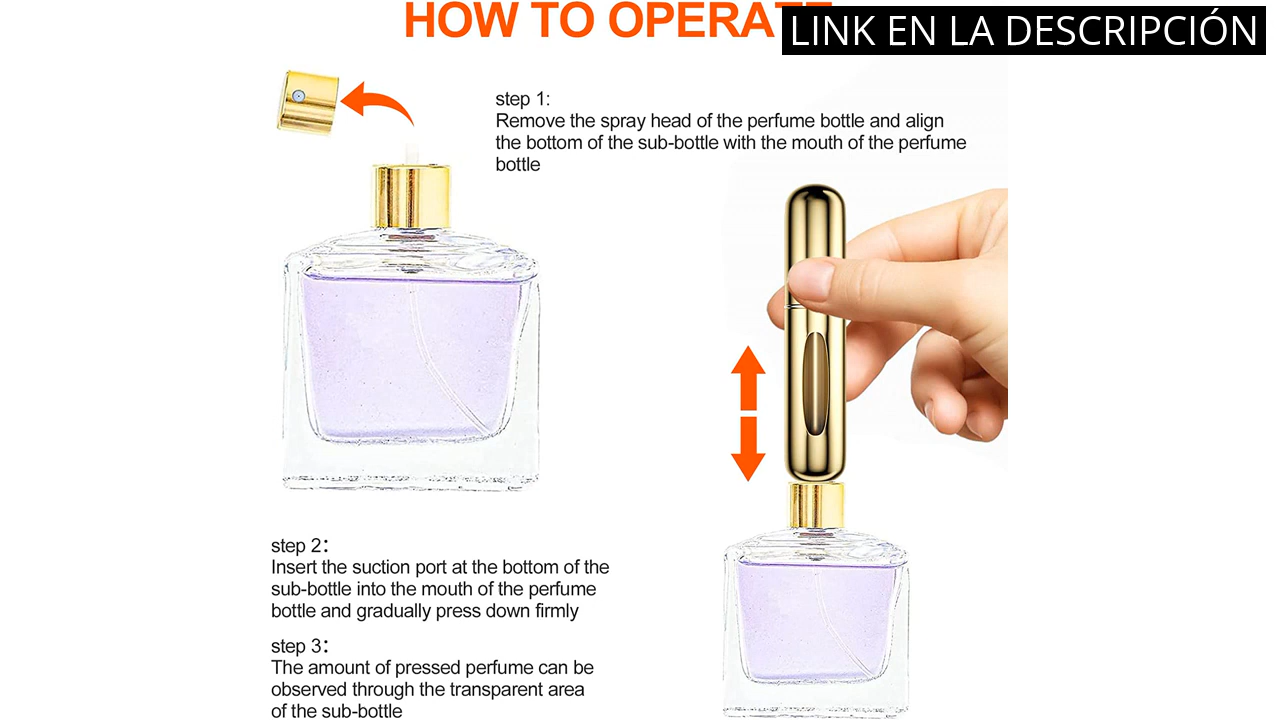 HOW TO OPERATE
LINK EN LA DESCRIPCIÓN
step 1:
Remove the spray head of the perfume bottle and align
the bottom of the sub-bottle with the mouth of the perfume
bottle
step 2:
Insert the suction port at the bottom of the
sub-bottle into the mouth of the perfume
bottle and gradually press down firmly
step 3:
The amount of pressed perfume can be
observed through the transparent area
of the sub-bottle